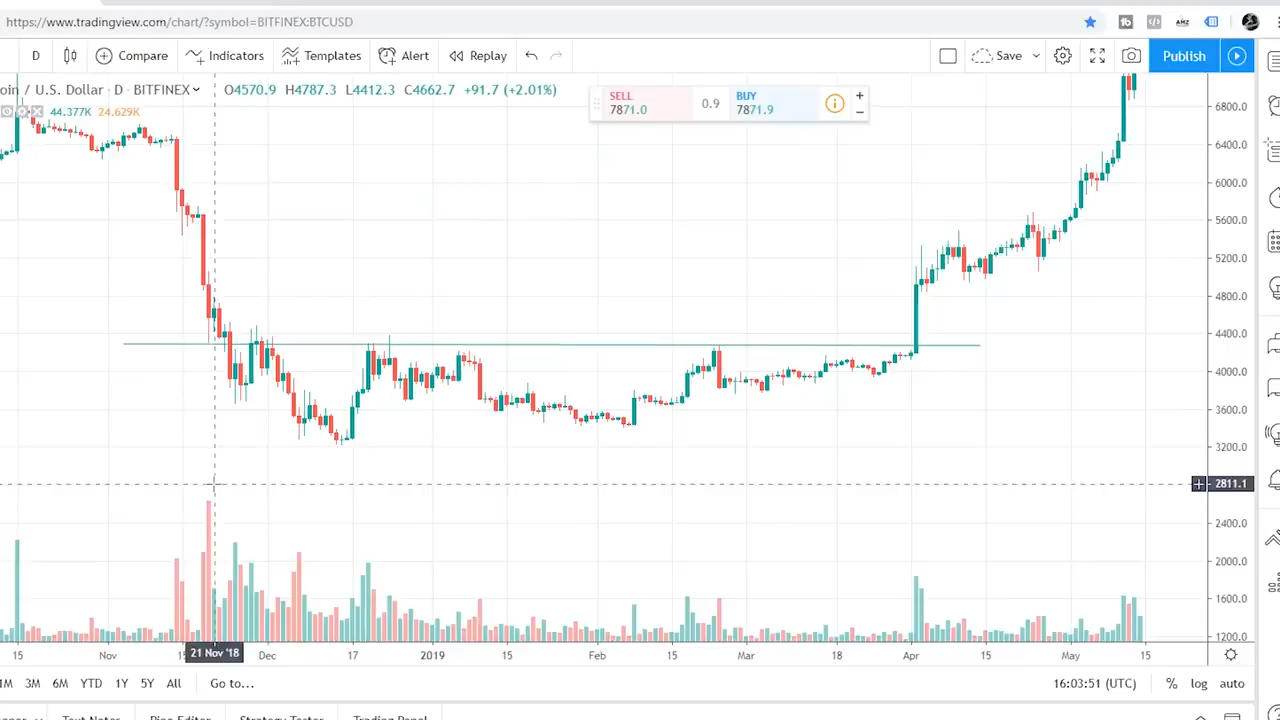 https://www.tradingview.com/chart/?symbol=BITFINEX:BTCUSD
D Compare Indicators Templates Alert Replay Save Publish
oin / U.S. Dollar · D · BITFINEX O4570.9 H4787.3 L4412.3 C4662.7 +91.7 (+2.01%)
44.377K 24.629K
SELL 7871.0 0.9 BUY 7871.9 + −
6800.0
6400.0
6000.0
5600.0
5200.0
4800.0
4400.0
4000.0
3600.0
3200.0
2811.1
2400.0
2000.0
1600.0
1200.0
15 Nov 21 Nov '18 Dec 17 2019 15 Feb 15 Mar 18 Apr 15 May 15
1M 3M 6M YTD 1Y 5Y All Go to... 16:03:51 (UTC) % log auto
Text Notes Pine Editor Strategy Tester Trading Panel